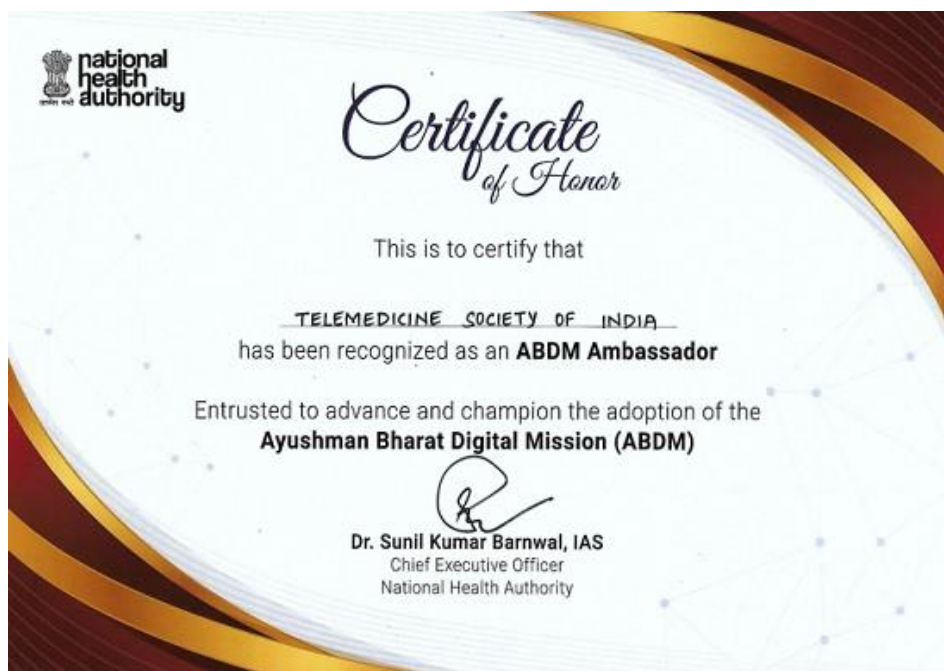 national
health
authority
Certificate
of Honor
This is to certify that
TELEMEDICINE SOCIETY OF INDIA
has been recognized as an ABDM Ambassador
Entrusted to advance and champion the adoption of the
Ayushman Bharat Digital Mission (ABDM)
Dr. Sunil Kumar Barnwal, IAS
Chief Executive Officer
National Health Authority